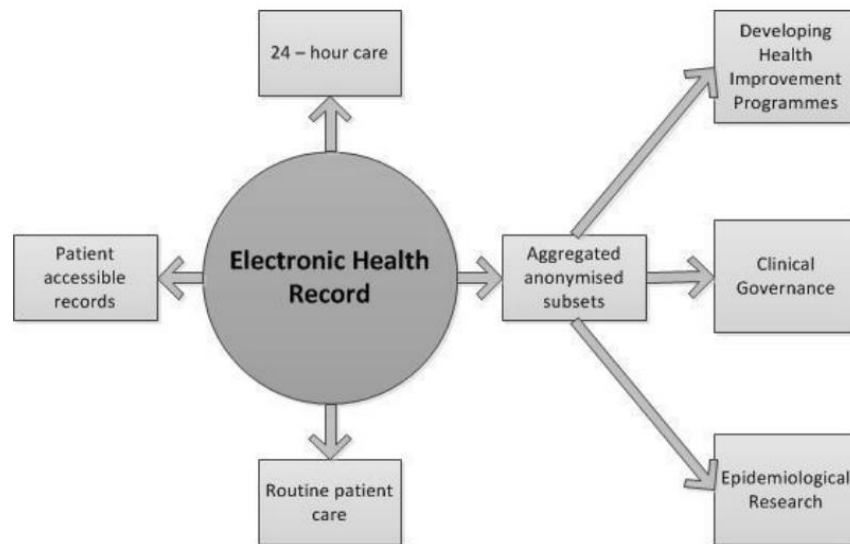 24 – hour care
Developing
Health
Improvement
Programmes
Patient
accessible
records
Electronic Health
Record
Aggregated
anonymised
subsets
Clinical
Governance
Routine patient
care
Epidemiological
Research